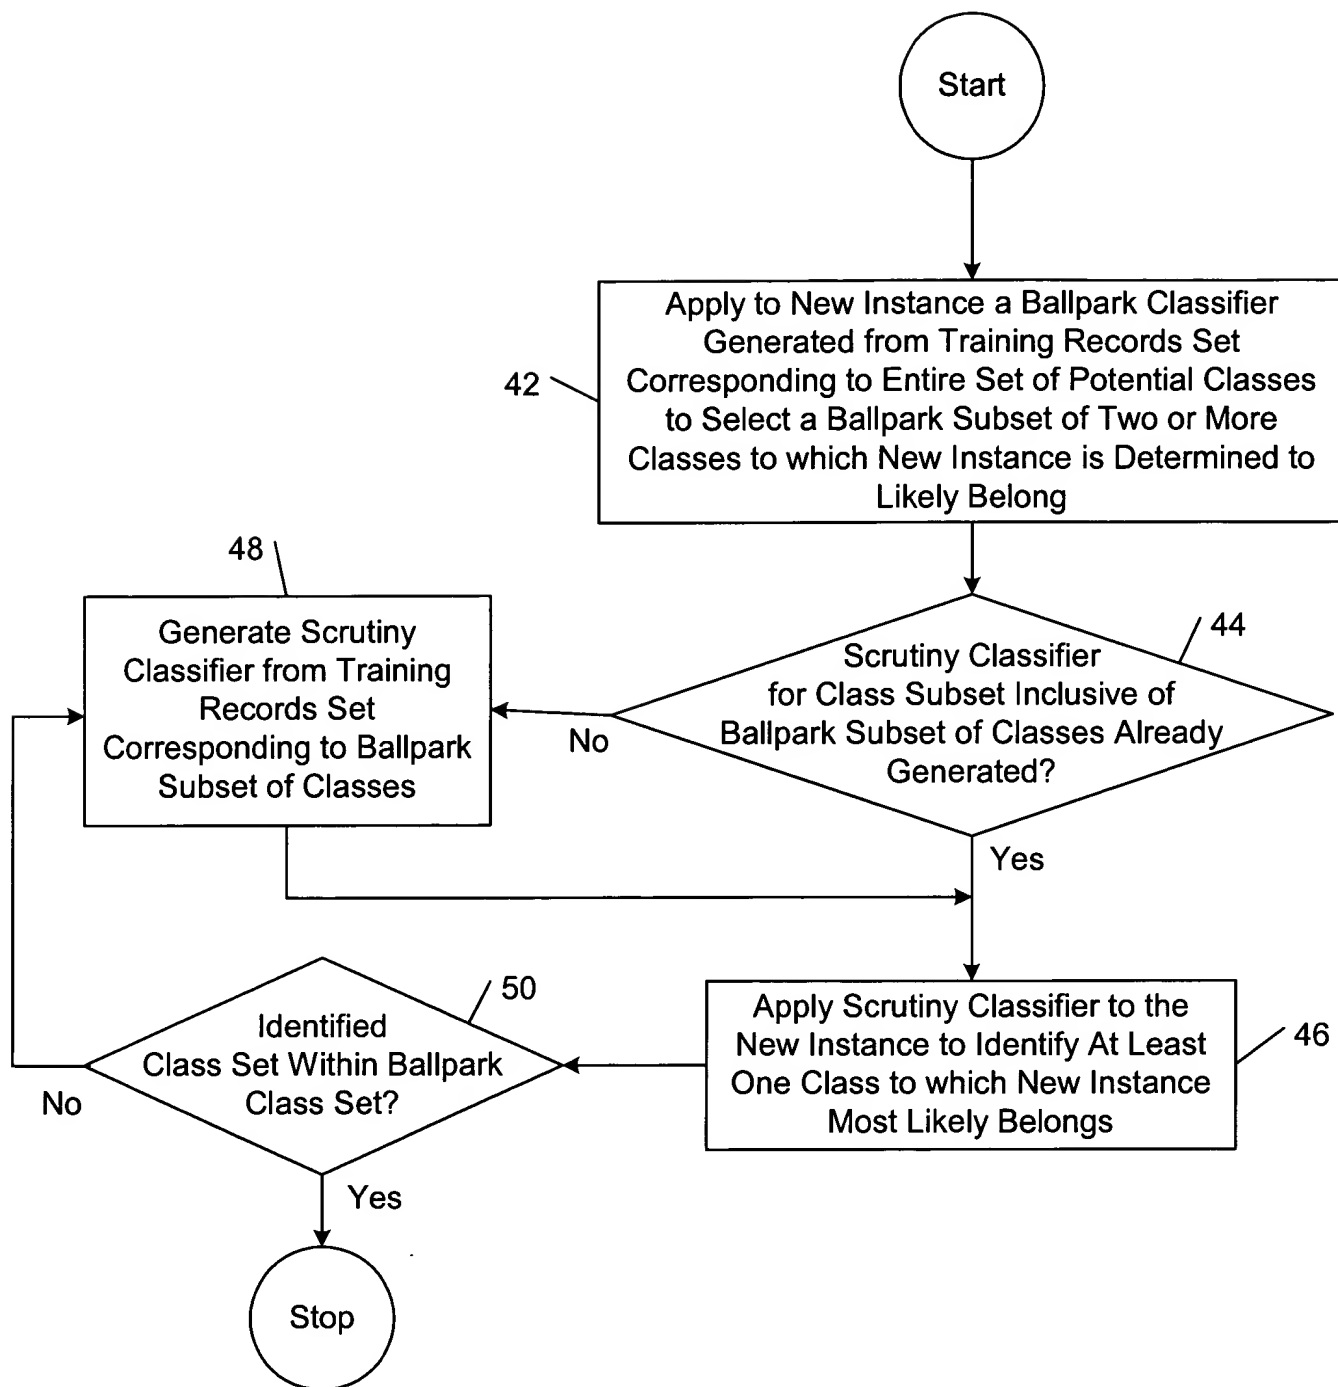 Start
Apply to New Instance a Ballpark Classifier
Generated from Training Records Set
Corresponding to Entire Set of Potential Classes
to Select a Ballpark Subset of Two or More
Classes to which New Instance is Determined to
Likely Belong
42
48
Generate Scrutiny
Classifier from Training
Records Set
Corresponding to Ballpark
Subset of Classes
44
Scrutiny Classifier
for Class Subset Inclusive of
Ballpark Subset of Classes Already
Generated?
No
Yes
50
Identified
Class Set Within Ballpark
Class Set?
No
Yes
Apply Scrutiny Classifier to the
New Instance to Identify At Least
One Class to which New Instance
Most Likely Belongs
46
Stop